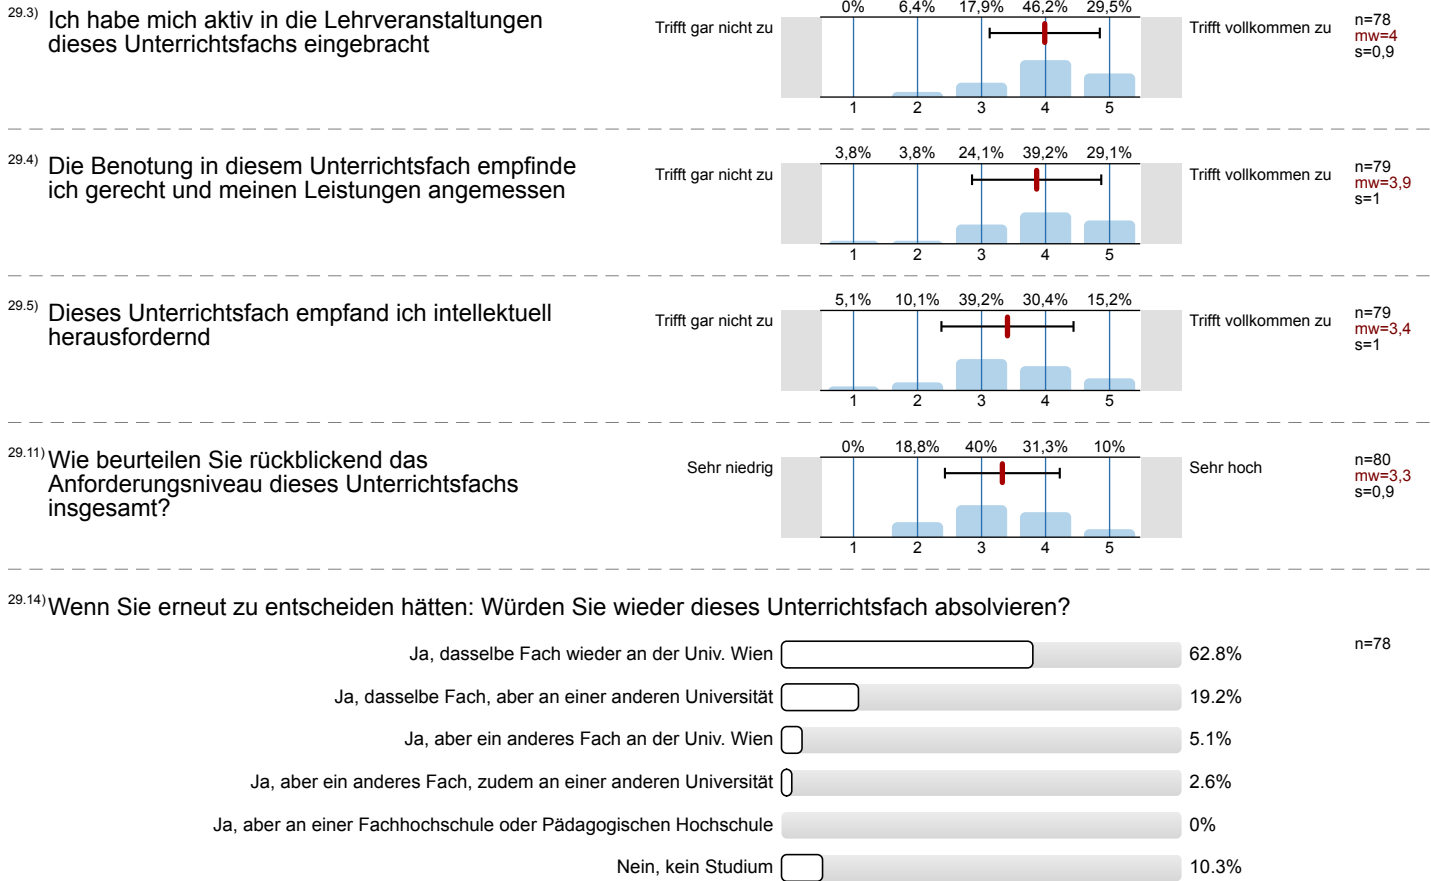 29.3) Ich habe mich aktiv in die Lehrveranstaltungen
dieses Unterrichtsfachs eingebracht
Trifft gar nicht zu
0% 6,4% 17,9% 46,2% 29,5%
1 2 3 4 5
Trifft vollkommen zu
n=78
mw=4
s=0,9
29.4) Die Benotung in diesem Unterrichtsfach empfinde
ich gerecht und meinen Leistungen angemessen
Trifft gar nicht zu
3,8% 3,8% 24,1% 39,2% 29,1%
1 2 3 4 5
Trifft vollkommen zu
n=79
mw=3,9
s=1
29.5) Dieses Unterrichtsfach empfand ich intellektuell
herausfordernd
Trifft gar nicht zu
5,1% 10,1% 39,2% 30,4% 15,2%
1 2 3 4 5
Trifft vollkommen zu
n=79
mw=3,4
s=1
29.11) Wie beurteilen Sie rückblickend das
Anforderungsniveau dieses Unterrichtsfachs
insgesamt?
Sehr niedrig
0% 18,8% 40% 31,3% 10%
1 2 3 4 5
Sehr hoch
n=80
mw=3,3
s=0,9
29.14) Wenn Sie erneut zu entscheiden hätten: Würden Sie wieder dieses Unterrichtsfach absolvieren?
Ja, dasselbe Fach wieder an der Univ. Wien 62.8% n=78
Ja, dasselbe Fach, aber an einer anderen Universität 19.2%
Ja, aber ein anderes Fach an der Univ. Wien 5.1%
Ja, aber ein anderes Fach, zudem an einer anderen Universität 2.6%
Ja, aber an einer Fachhochschule oder Pädagogischen Hochschule 0%
Nein, kein Studium 10.3%